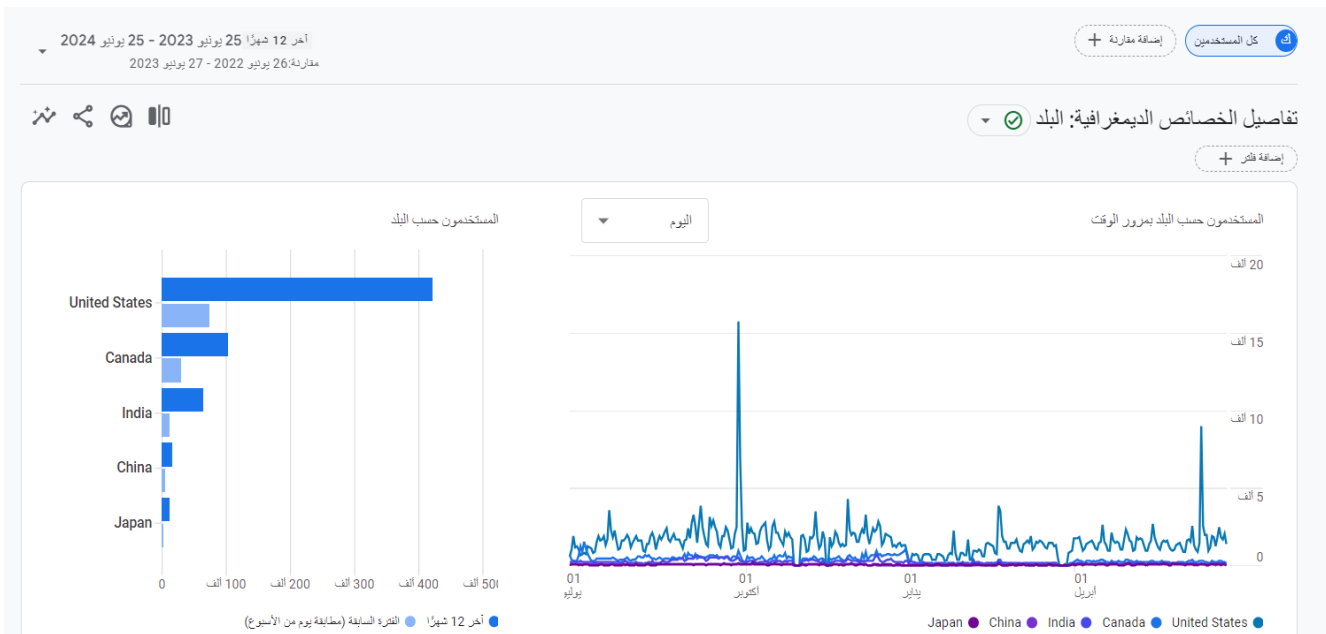 ك كل المستخدمين
إضافة مقارنة +
آخر 12 شهرًا 25 يونيو 2023 - 25 يونيو 2024
مقارنة:26 يونيو 2022 - 27 يونيو 2023
تفاصيل الخصائص الديمغرافية: البلد
إضافة فلتر +
المستخدمون حسب البلد بمرور الوقت
اليوم
20 ألف
15 ألف
10 ألف
5 ألف
0
01 يوليو
01 أكتوبر
01 يناير
01 أبريل
United States
Canada
India
China
Japan
المستخدمون حسب البلد
United States
Canada
India
China
Japan
0
100 ألف
200 ألف
300 ألف
400 ألف
500 ألف
آخر 12 شهرًا
الفترة السابقة (مطابقة يوم من الأسبوع)